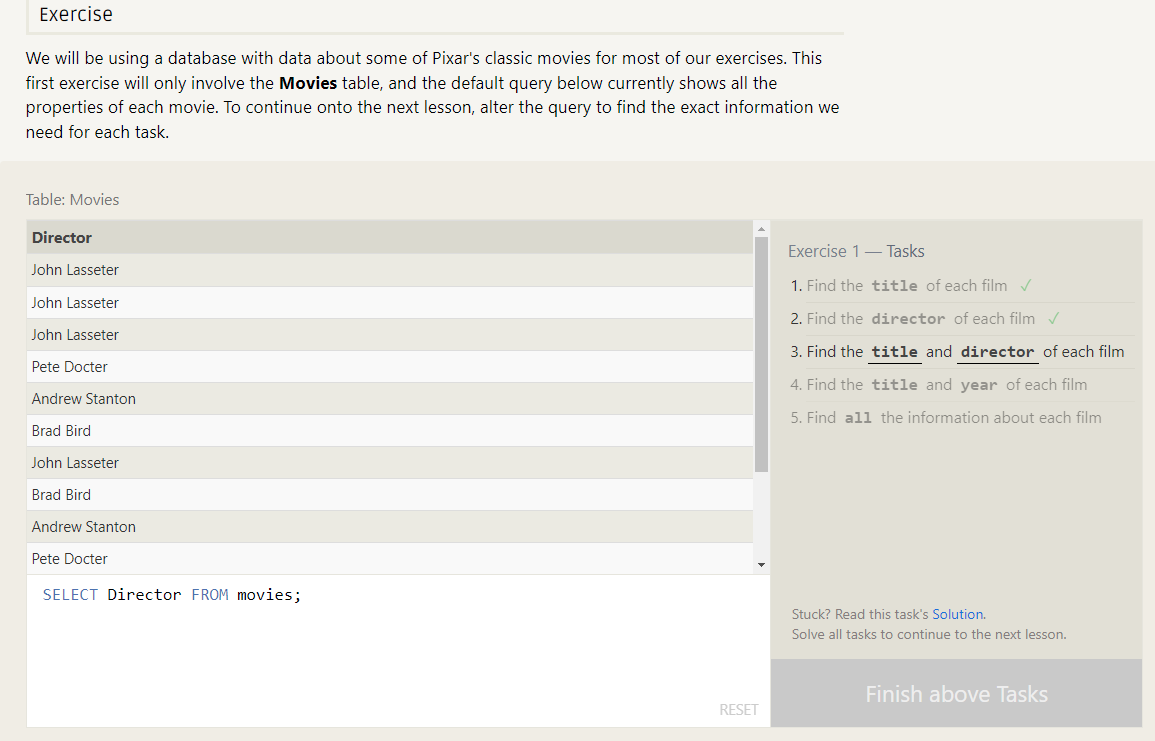 Exercise
We will be using a database with data about some of Pixar's classic movies for most of our exercises. This
first exercise will only involve the Movies table, and the default query below currently shows all the
properties of each movie. To continue onto the next lesson, alter the query to find the exact information we
need for each task.
Table: Movies
Director
John Lasseter
John Lasseter
John Lasseter
Pete Docter
Andrew Stanton
Brad Bird
John Lasseter
Brad Bird
Andrew Stanton
Pete Docter
SELECT Director FROM movies;
RESET
Exercise 1 — Tasks
1. Find the title of each film ✓
2. Find the director of each film ✓
3. Find the title and director of each film
4. Find the title and year of each film
5. Find all the information about each film
Stuck? Read this task's Solution.
Solve all tasks to continue to the next lesson.
Finish above Tasks